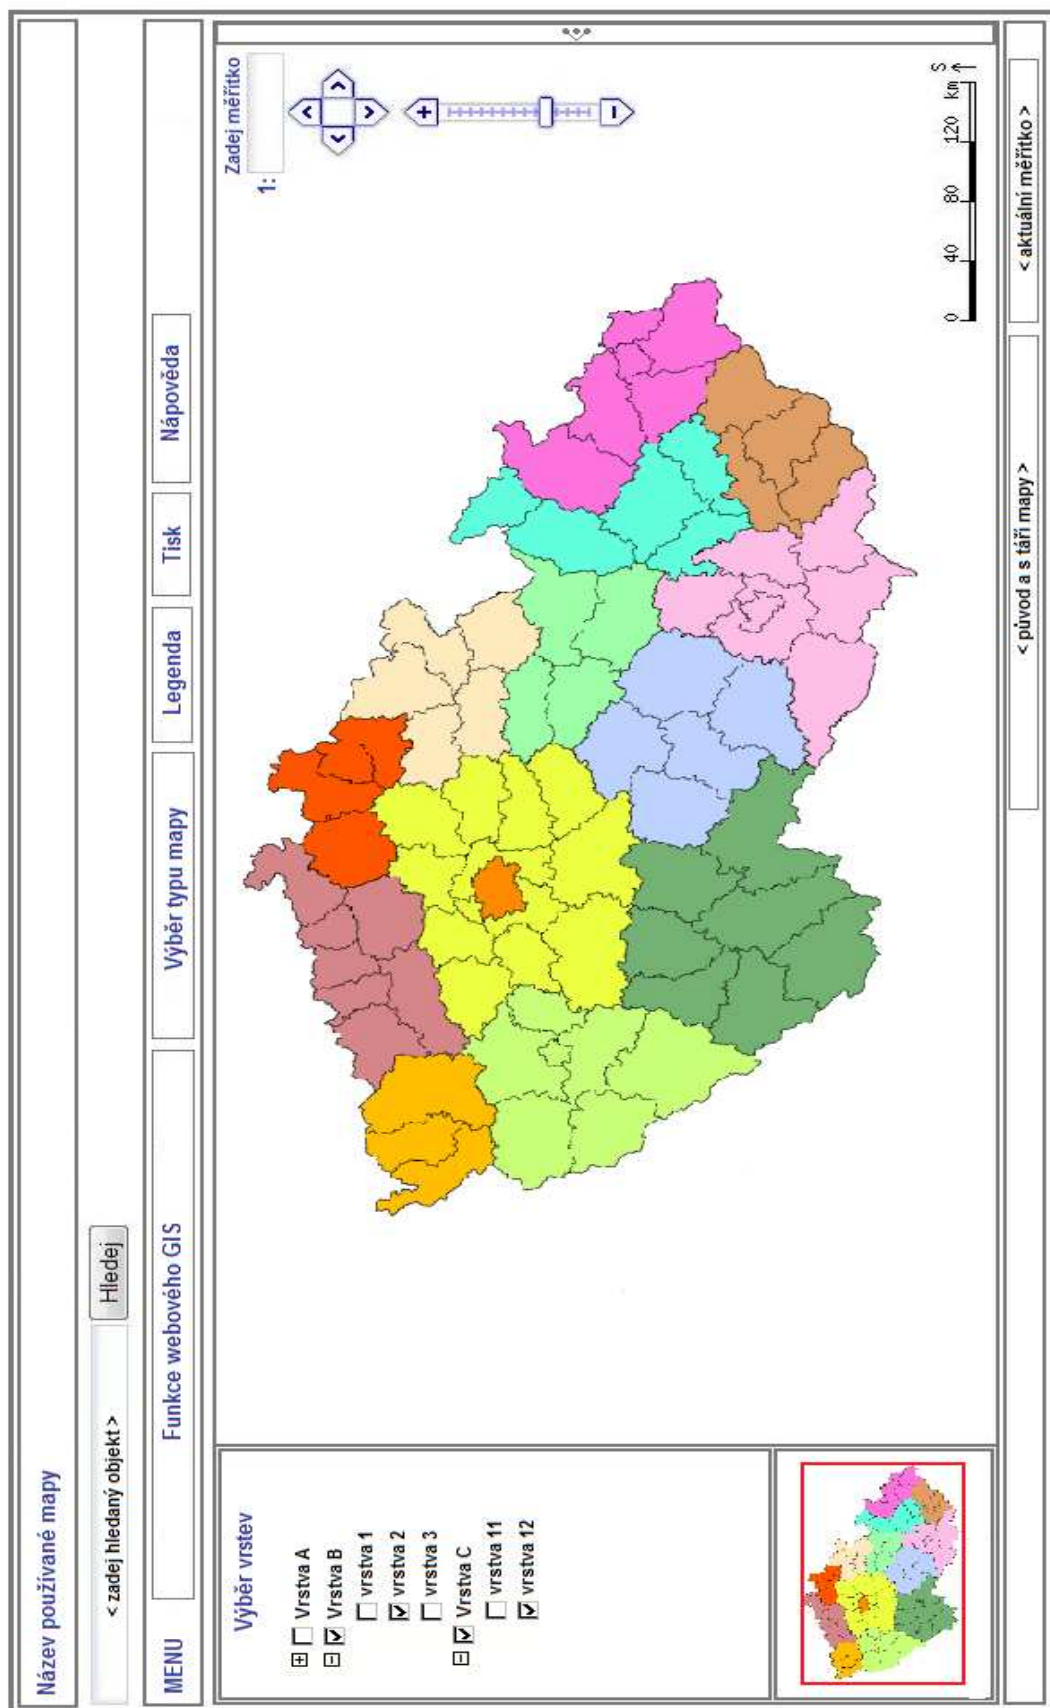 Název používané mapy
< zadej hledaný objekt > Hledej
MENU Funkce webového GIS Výběr typu mapy Legenda Tisk Nápověda
Výběr vrstev
Vrstva A
Vrstva B
vrstva 1
vrstva 2
vrstva 3
Vrstva C
vrstva 11
vrstva 12
Zadej měřítko
1:
S
0 40 80 120 km
< původ a s táří mapy > < aktuální měřítko >